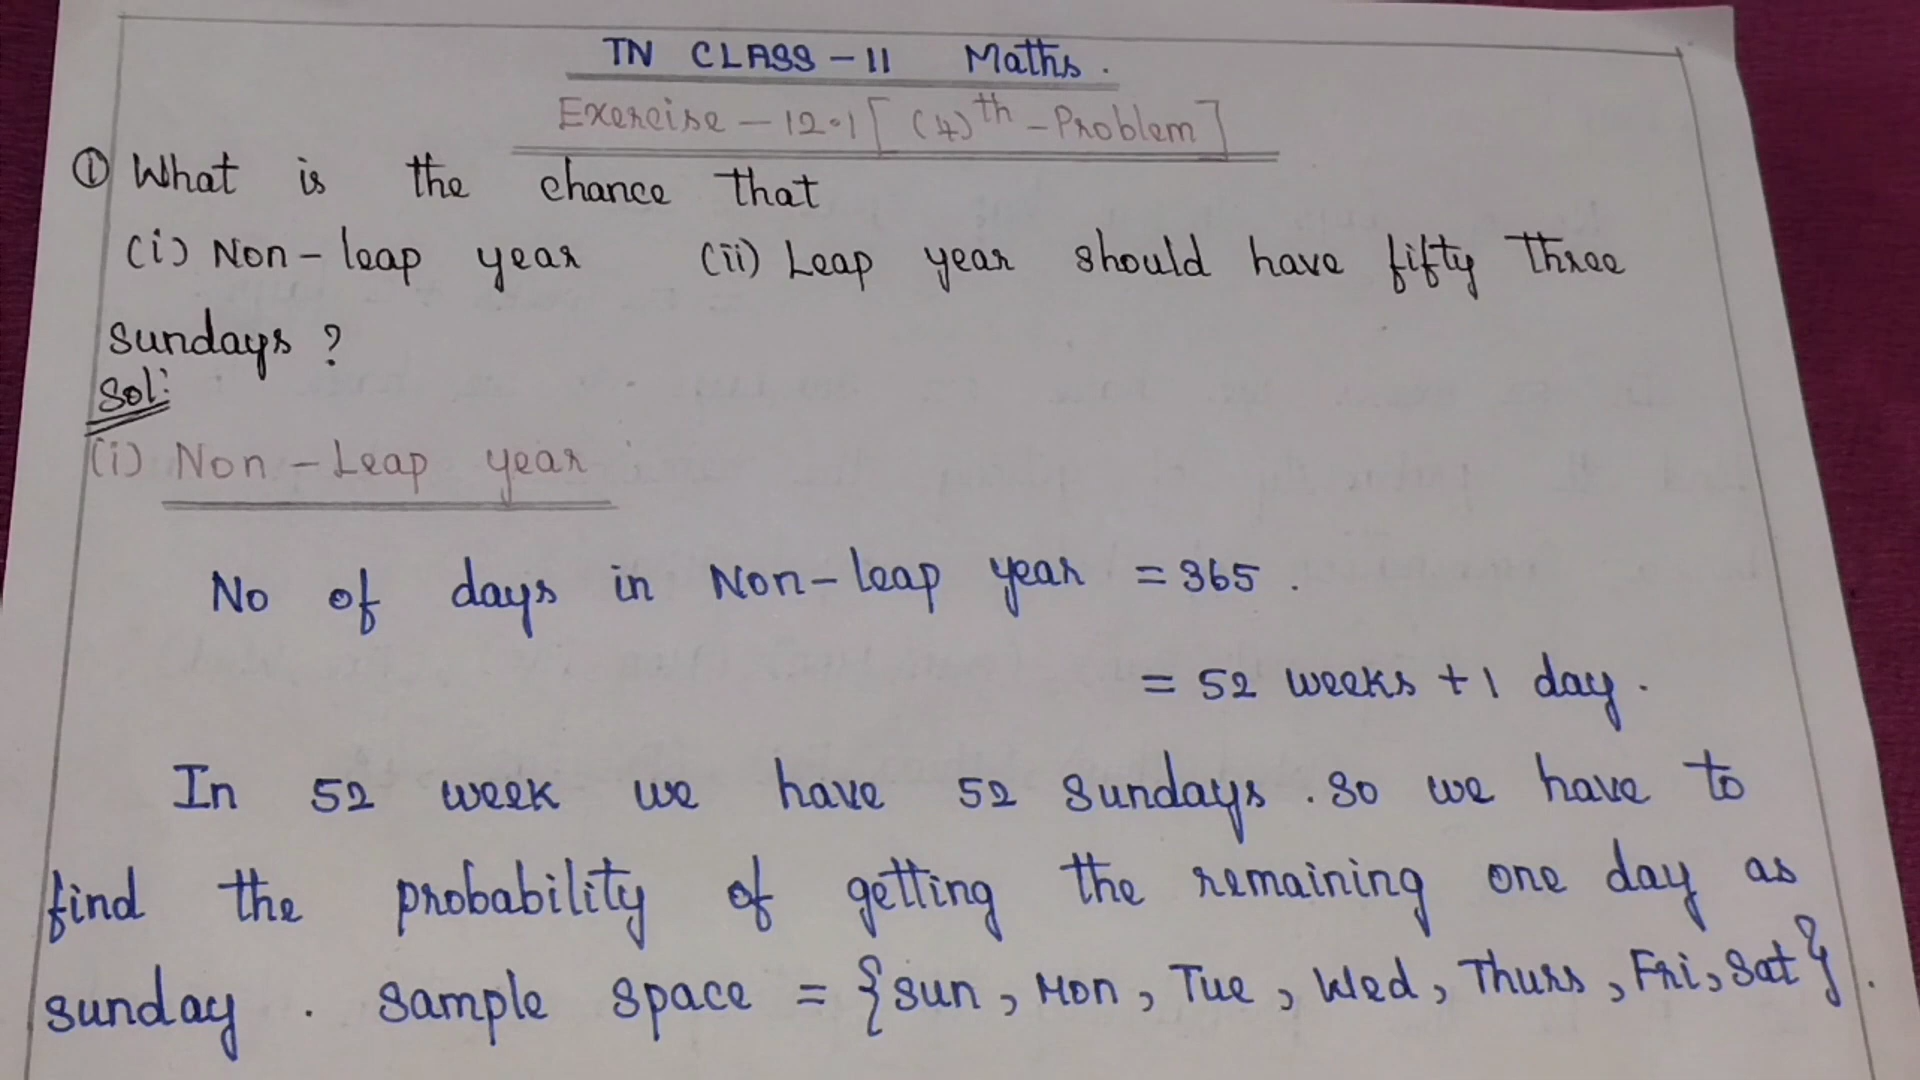 TN CLASS - 11 Maths.
Exercise - 12.1 [ (4)th - Problem ]
① What is the chance that
(i) Non - leap year (ii) Leap year should have fifty three
sundays ?
Sol:
(i) Non - Leap year
No of days in Non - leap year = 365.
= 52 weeks + 1 day.
In 52 week we have 52 sundays. So we have to
find the probability of getting the remaining one day as
sunday. sample space = {sun, Mon, Tue, Wed, Thurs, Fri, Sat}.